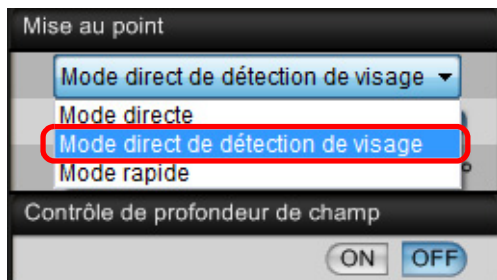 Mise au point
Mode direct de détection de visage
Mode directe
Mode direct de détection de visage
Mode rapide
Contrôle de profondeur de champ
ON OFF